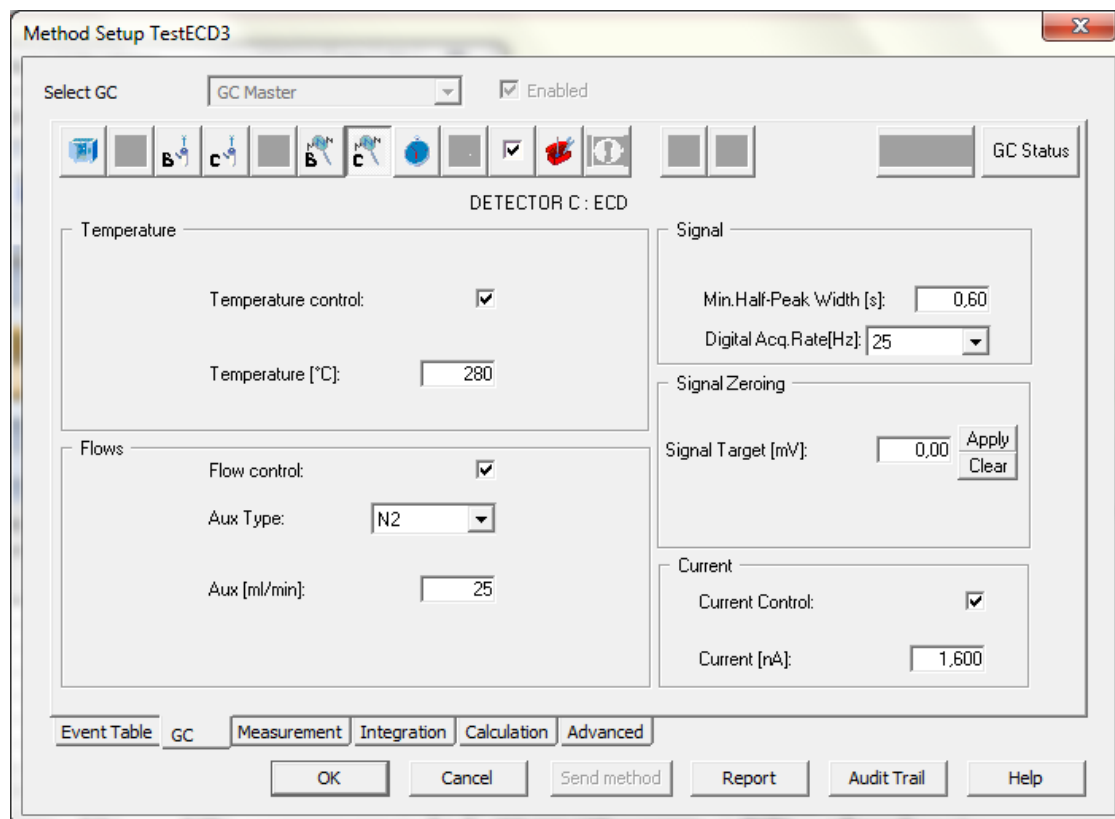 Method Setup TestECD3
Select GC
GC Master
Enabled
B
C
B
C
GC Status
DETECTOR C : ECD
Temperature
Temperature control:
Temperature [°C]:
280
Flows
Flow control:
Aux Type:
N2
Aux [ml/min]:
25
Signal
Min.Half-Peak Width [s]:
0,60
Digital Acq.Rate[Hz]:
25
Signal Zeroing
Signal Target [mV]:
0,00
Apply
Clear
Current
Current Control:
Current [nA]:
1,600
Event Table
GC
Measurement
Integration
Calculation
Advanced
OK
Cancel
Send method
Report
Audit Trail
Help